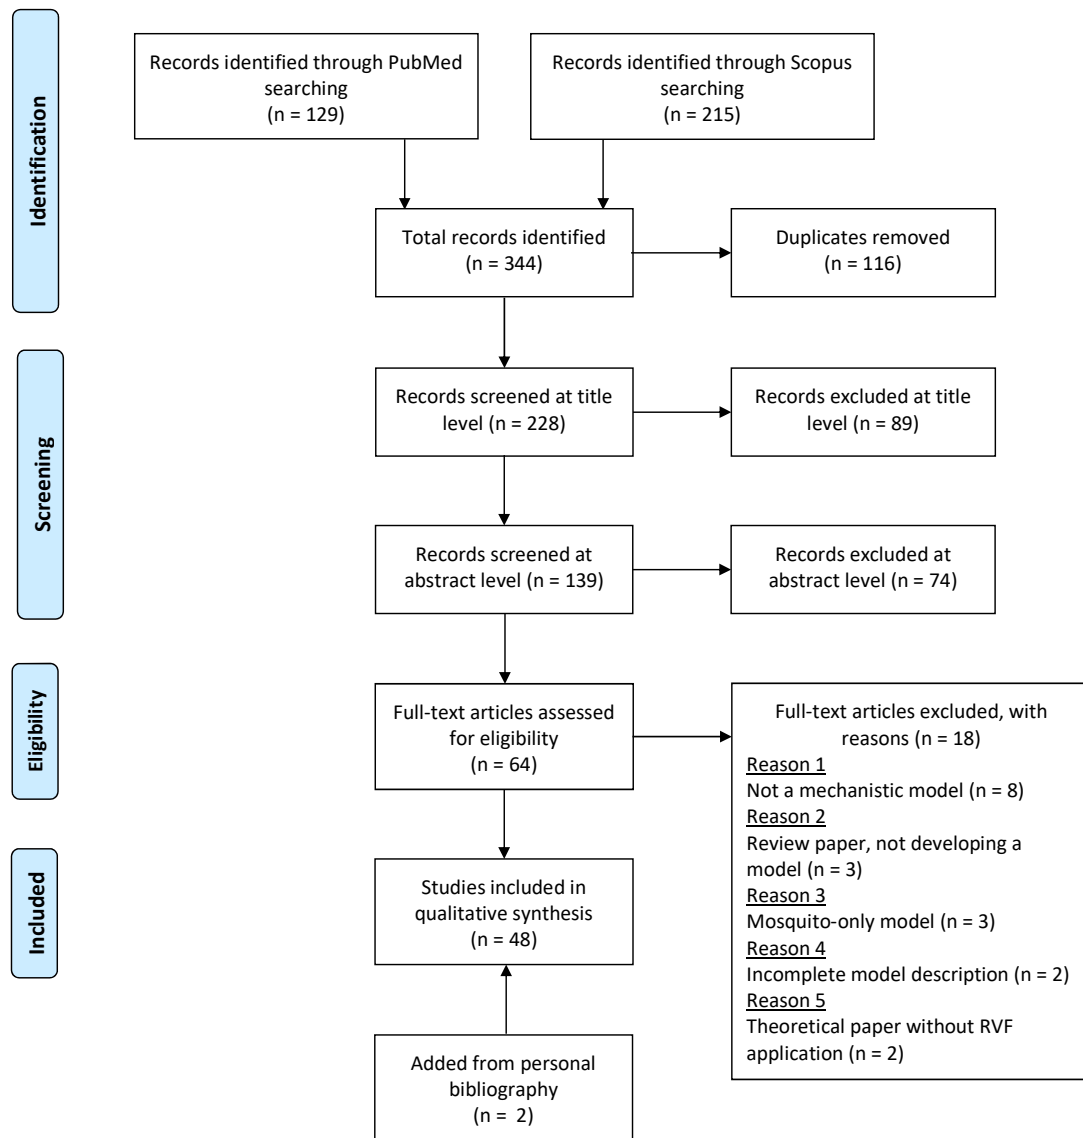 Identification
Records identified through PubMed
searching
(n = 129)
Records identified through Scopus
searching
(n = 215)
Total records identified
(n = 344)
Duplicates removed
(n = 116)
Screening
Records screened at title
level (n = 228)
Records excluded at title
level (n = 89)
Records screened at
abstract level (n = 139)
Records excluded at
abstract level (n = 74)
Eligibility
Full-text articles assessed
for eligibility
(n = 64)
Full-text articles excluded, with
reasons (n = 18)
Reason 1
Not a mechanistic model (n = 8)
Reason 2
Review paper, not developing a
model (n = 3)
Reason 3
Mosquito-only model (n = 3)
Reason 4
Incomplete model description (n = 2)
Reason 5
Theoretical paper without RVF
application (n = 2)
Included
Studies included in
qualitative synthesis
(n = 48)
Added from personal
bibliography
(n = 2)